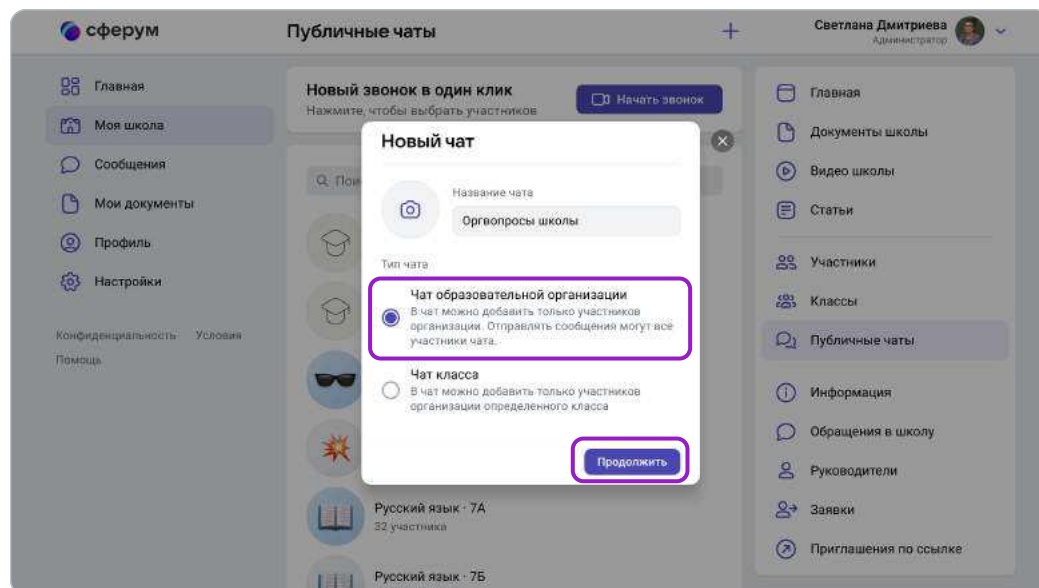 сферум
Публичные чаты
Светлана Дмитриева
Администратор
Главная
Моя школа
Сообщения
Мои документы
Профиль
Настройки
Конфиденциальность Условия
Помощь
Новый звонок в один клик
Нажмите, чтобы выбрать участников
Начать звонок
Новый чат
Название чата
Оргвопросы школы
Тип чата
Чат образовательной организации
В чат можно добавить только участников
организации. Отправлять сообщения могут все
участники чата.
Чат класса
В чат можно добавить только участников
организации определенного класса
Продолжить
Русский язык · 7А
32 участника
Русский язык · 7Б
Главная
Документы школы
Видео школы
Статьи
Участники
Классы
Публичные чаты
Информация
Обращения в школу
Руководители
Заявки
Приглашения по ссылке